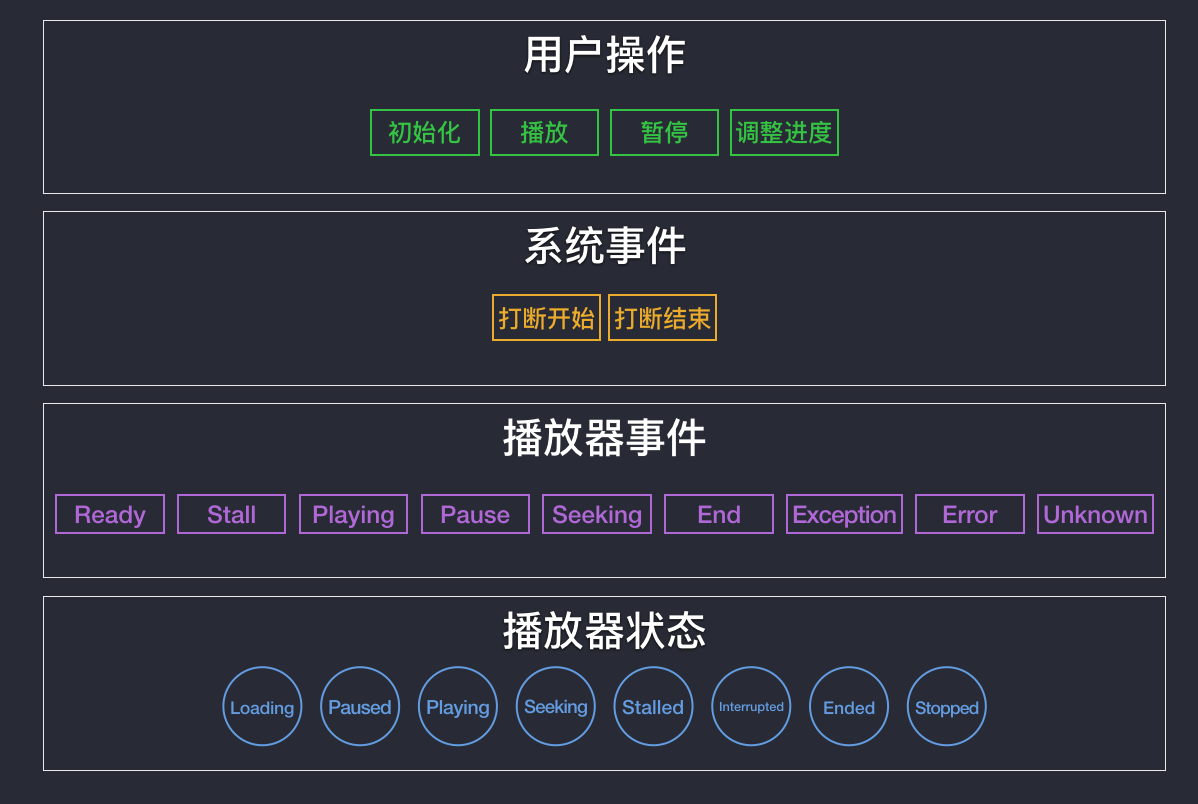 用户操作
初始化 播放 暂停 调整进度
系统事件
打断开始 打断结束
播放器事件
Ready Stall Playing Pause Seeking End Exception Error Unknown
播放器状态
Loading Paused Playing Seeking Stalled Interrupted Ended Stopped